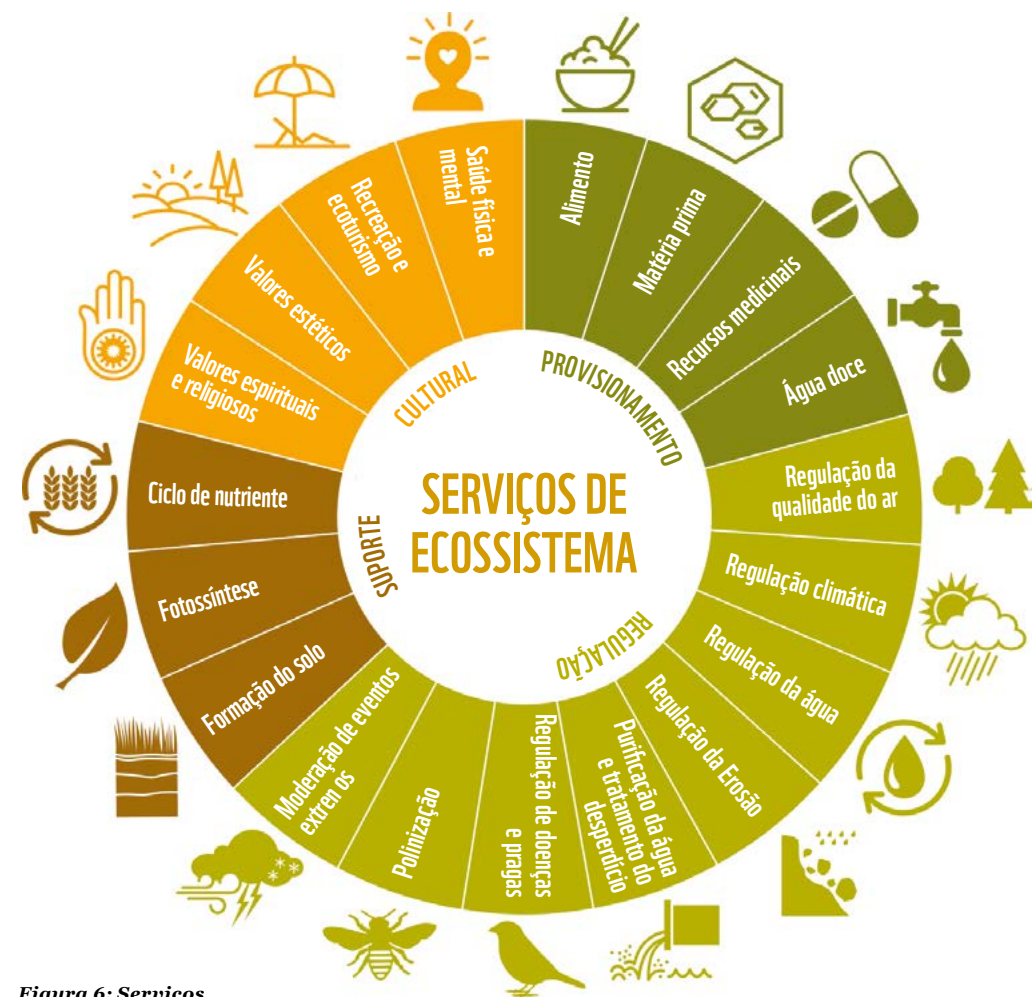 SERVIÇOS DE
ECOSSISTEMA
PROVISIONAMENTO
Alimento
Matéria prima
Recursos medicinais
Água doce
REGULAÇÃO
Regulação da
qualidade do ar
Regulação climática
Regulação da água
Regulação da Erosão
Purificação da água
e tratamento do
desperdício
Regulação de doenças
e pragas
Polinização
Moderação de eventos
extren os
SUPORTE
Formação do solo
Fotossíntese
Ciclo de nutriente
CULTURAL
Valores espirituais
e religiosos
Valores estéticos
Recreação e
ecoturismo
Saúde física e
mental
Figura 6: Serviços